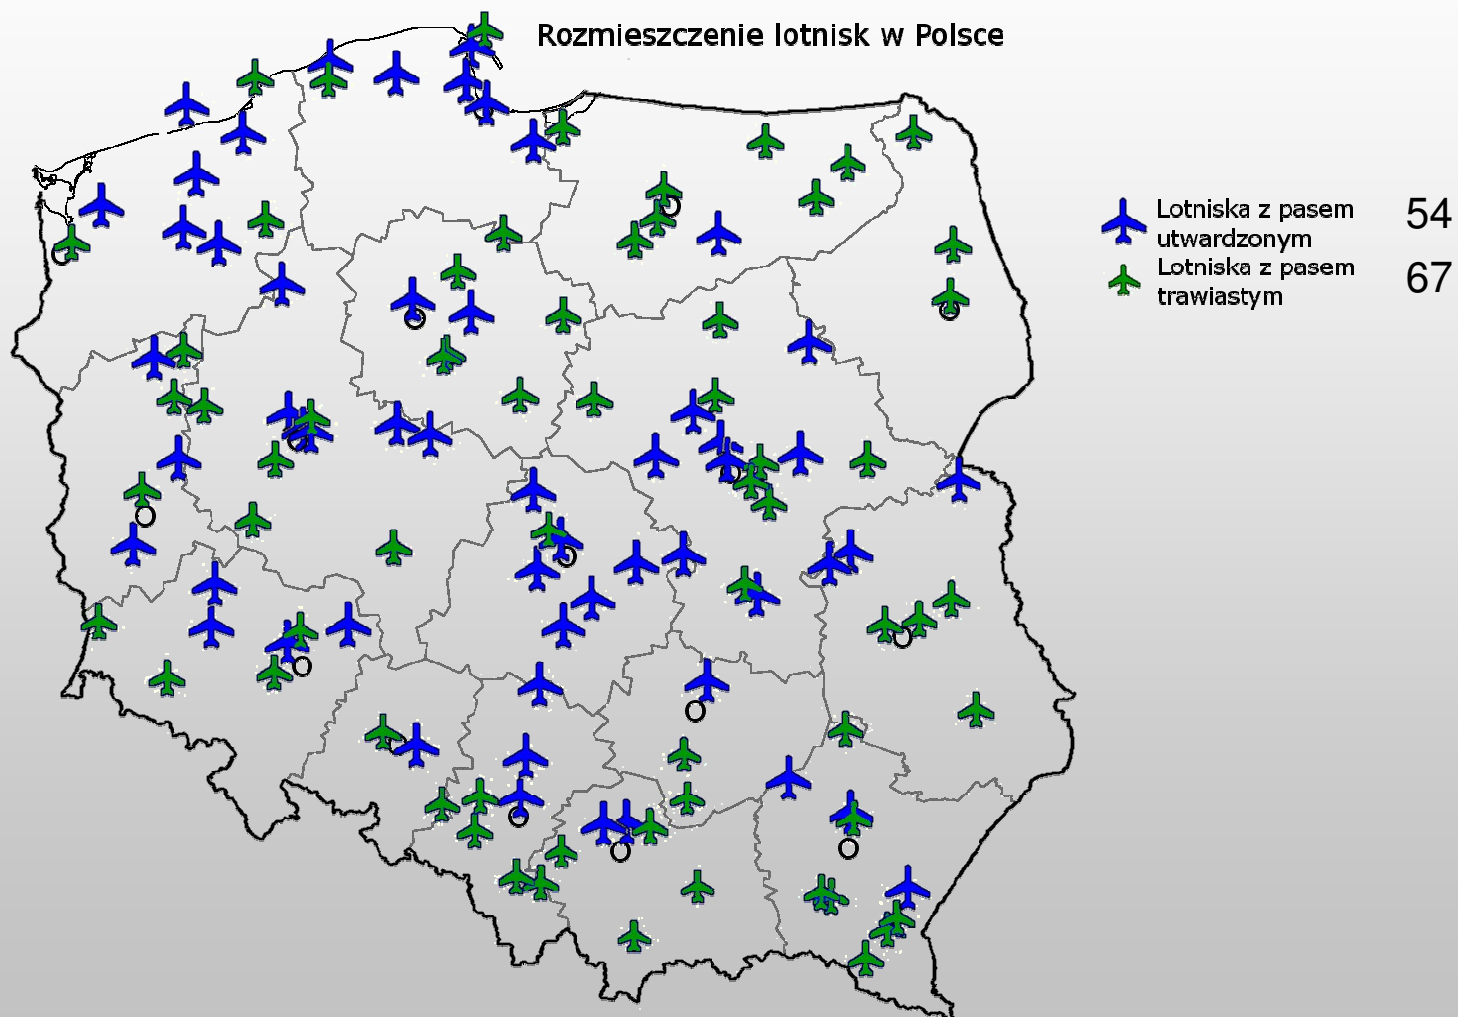 Rozmieszczenie lotnisk w Polsce
Lotniska z pasem
utwardzonym
54
Lotniska z pasem
trawiastym
67